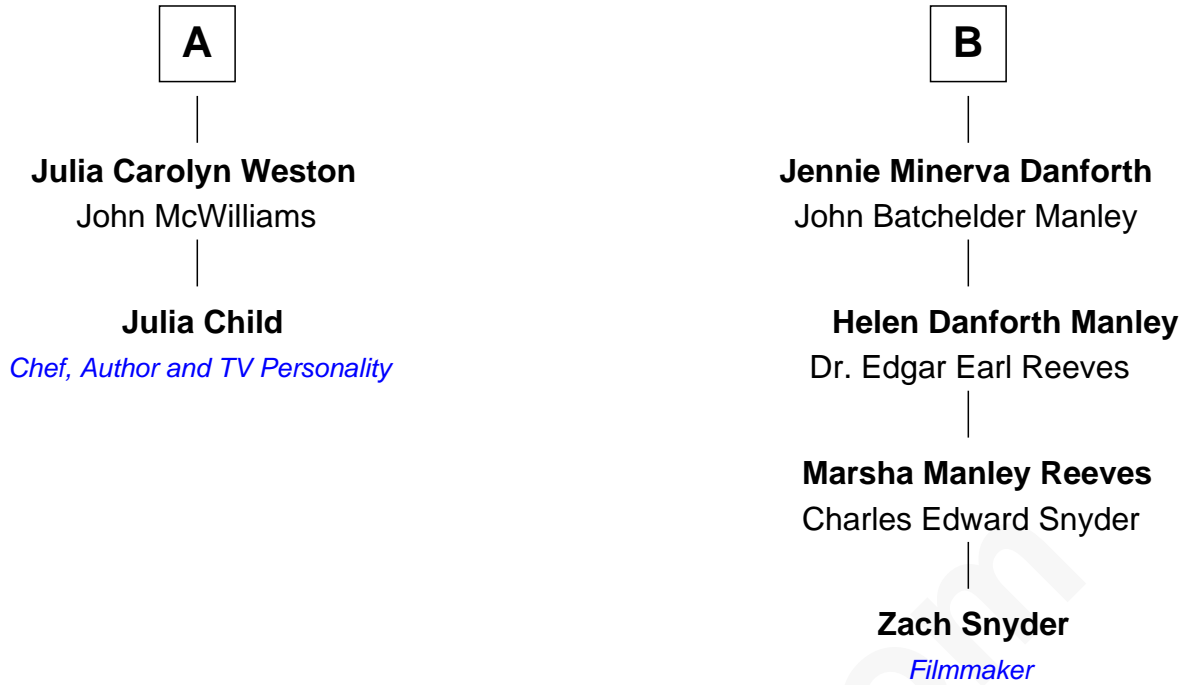 A
Julia Carolyn Weston
John McWilliams
Julia Child
Chef, Author and TV Personality
B
Jennie Minerva Danforth
John Batchelder Manley
Helen Danforth Manley
Dr. Edgar Earl Reeves
Marsha Manley Reeves
Charles Edward Snyder
Zach Snyder
Filmmaker